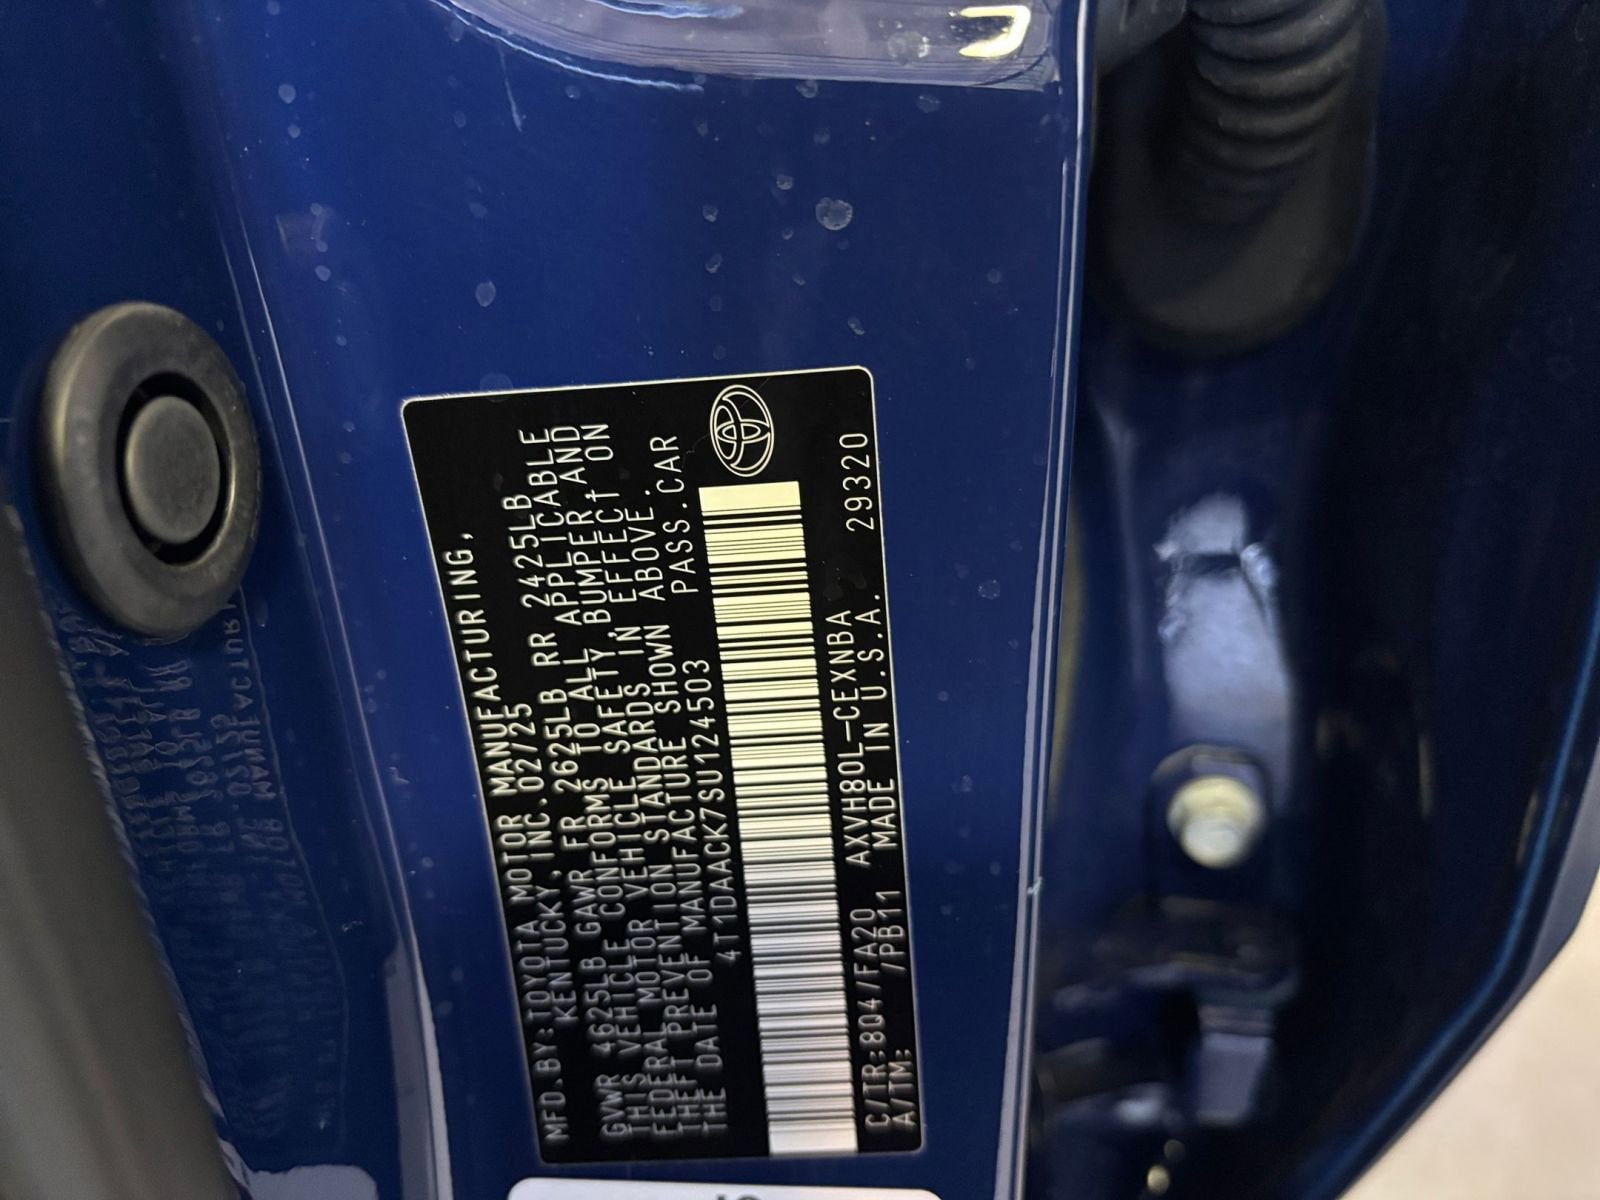 MFD.BY:TOYOTA MOTOR MANUFACTURING,
KENTUCKY,INC.02/25
GVWR 4625LB GAWR FR 2625LB RR 2425LB
THIS VEHICLE CONFORMS TO ALL APPLICABLE
FEDERAL MOTOR VEHICLE SAFETY, BUMPER, AND
THEFT PREVENTION STANDARDS IN EFFECT ON
THE DATE OF MANUFACTURE SHOWN ABOVE.
4T1DAACK7SU124503 PASS.CAR
C/TR:8Q4/FA20 AXVH80L-CEXNBA
A/TM: /PB11 MADE IN U.S.A. 29320